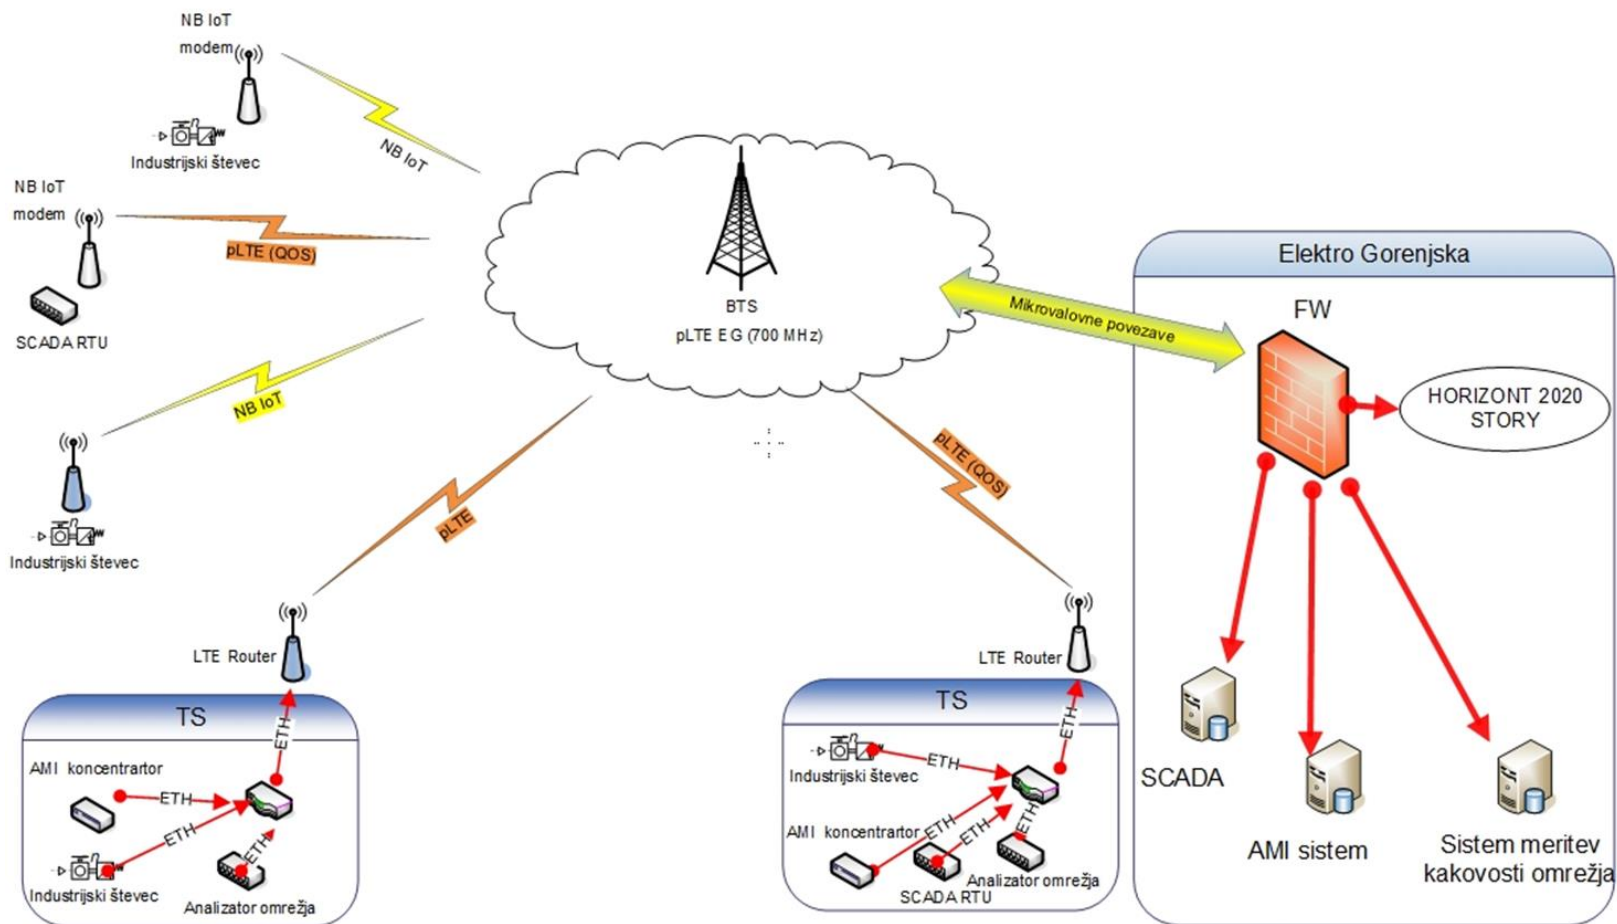 NB IoT
modem
Industrijski števec
NB IoT
NB IoT
modem
pLTE (QOS)
SCADA RTU
NB IoT
Industrijski števec
BTS
pLTE EG (700 MHz)
Mikrovalovne povezave
pLTE
pLTE (QOS)
Elektro Gorenjska
FW
HORIZONT 2020
STORY
SCADA
AMI sistem
Sistem meritev
kakovosti omrežja
LTE Router
TS
ETH
AMI koncentrartor
ETH
ETH
ETH
Industrijski števec
Analizator omrežja
LTE Router
TS
ETH
ETH
Industrijski števec
AMI koncentrartor
ETH
ETH
ETH
SCADA RTU
Analizator omrežja